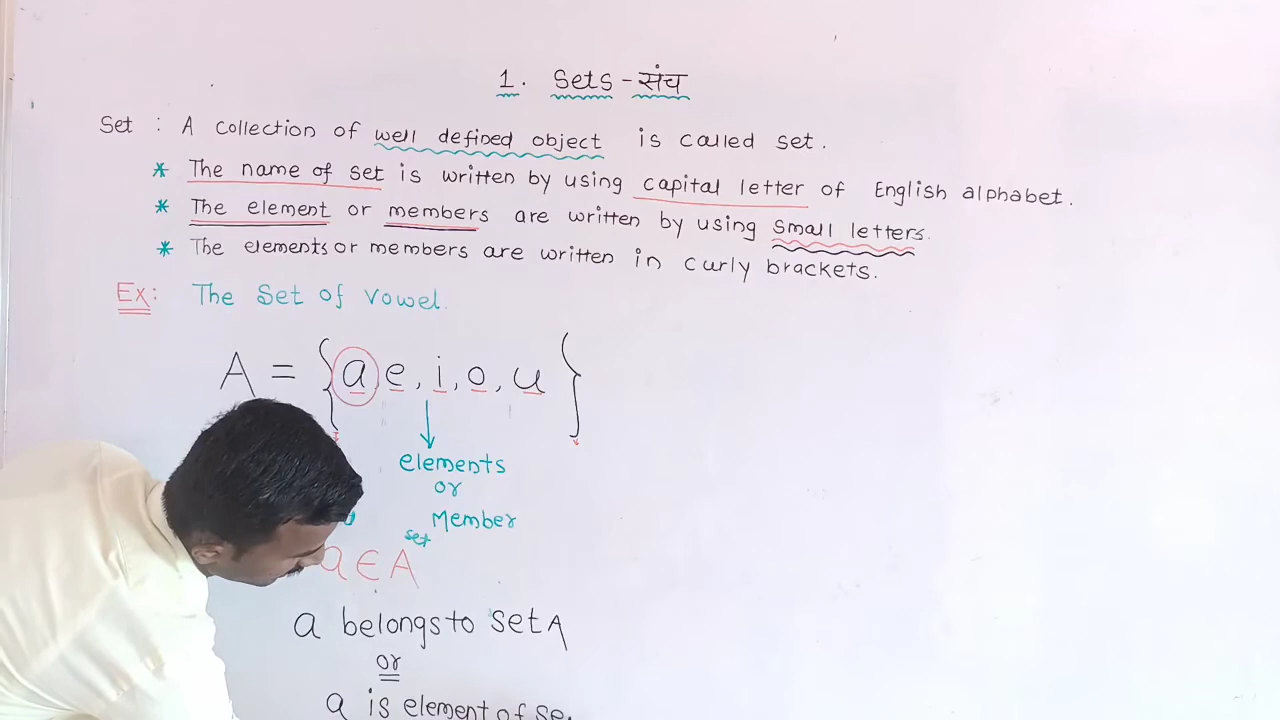 1. Sets - संच
Set : A collection of well defined object is called set.
* The name of set is written by using capital letter of English alphabet.
* The element or members are written by using small letters.
* The elements or members are written in curly brackets.
Ex: The Set of vowel.
A = { a e, i, o, u }
elements
or
Member
set
a ∈ A
a belongs to set A
or
a is element of